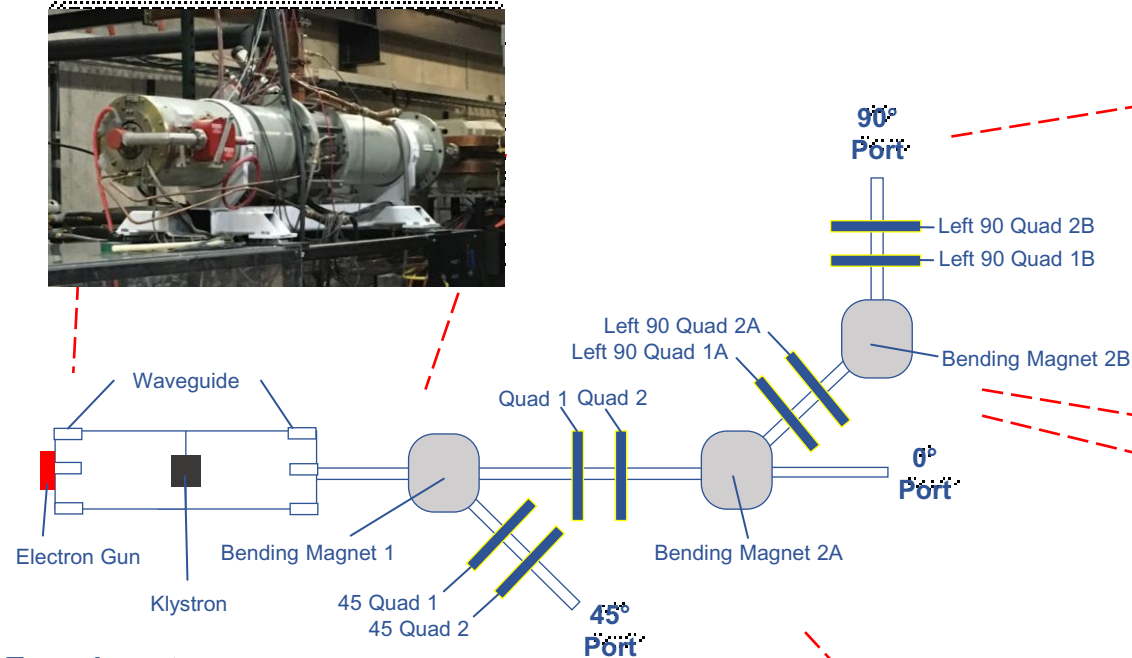 90°
Port
Left 90 Quad 2B
Left 90 Quad 1B
Left 90 Quad 2A
Left 90 Quad 1A
Bending Magnet 2B
Waveguide
Quad 1 Quad 2
0°
Port
Electron Gun
Bending Magnet 1
Bending Magnet 2A
Klystron
45 Quad 1
45 Quad 2
45°
Port